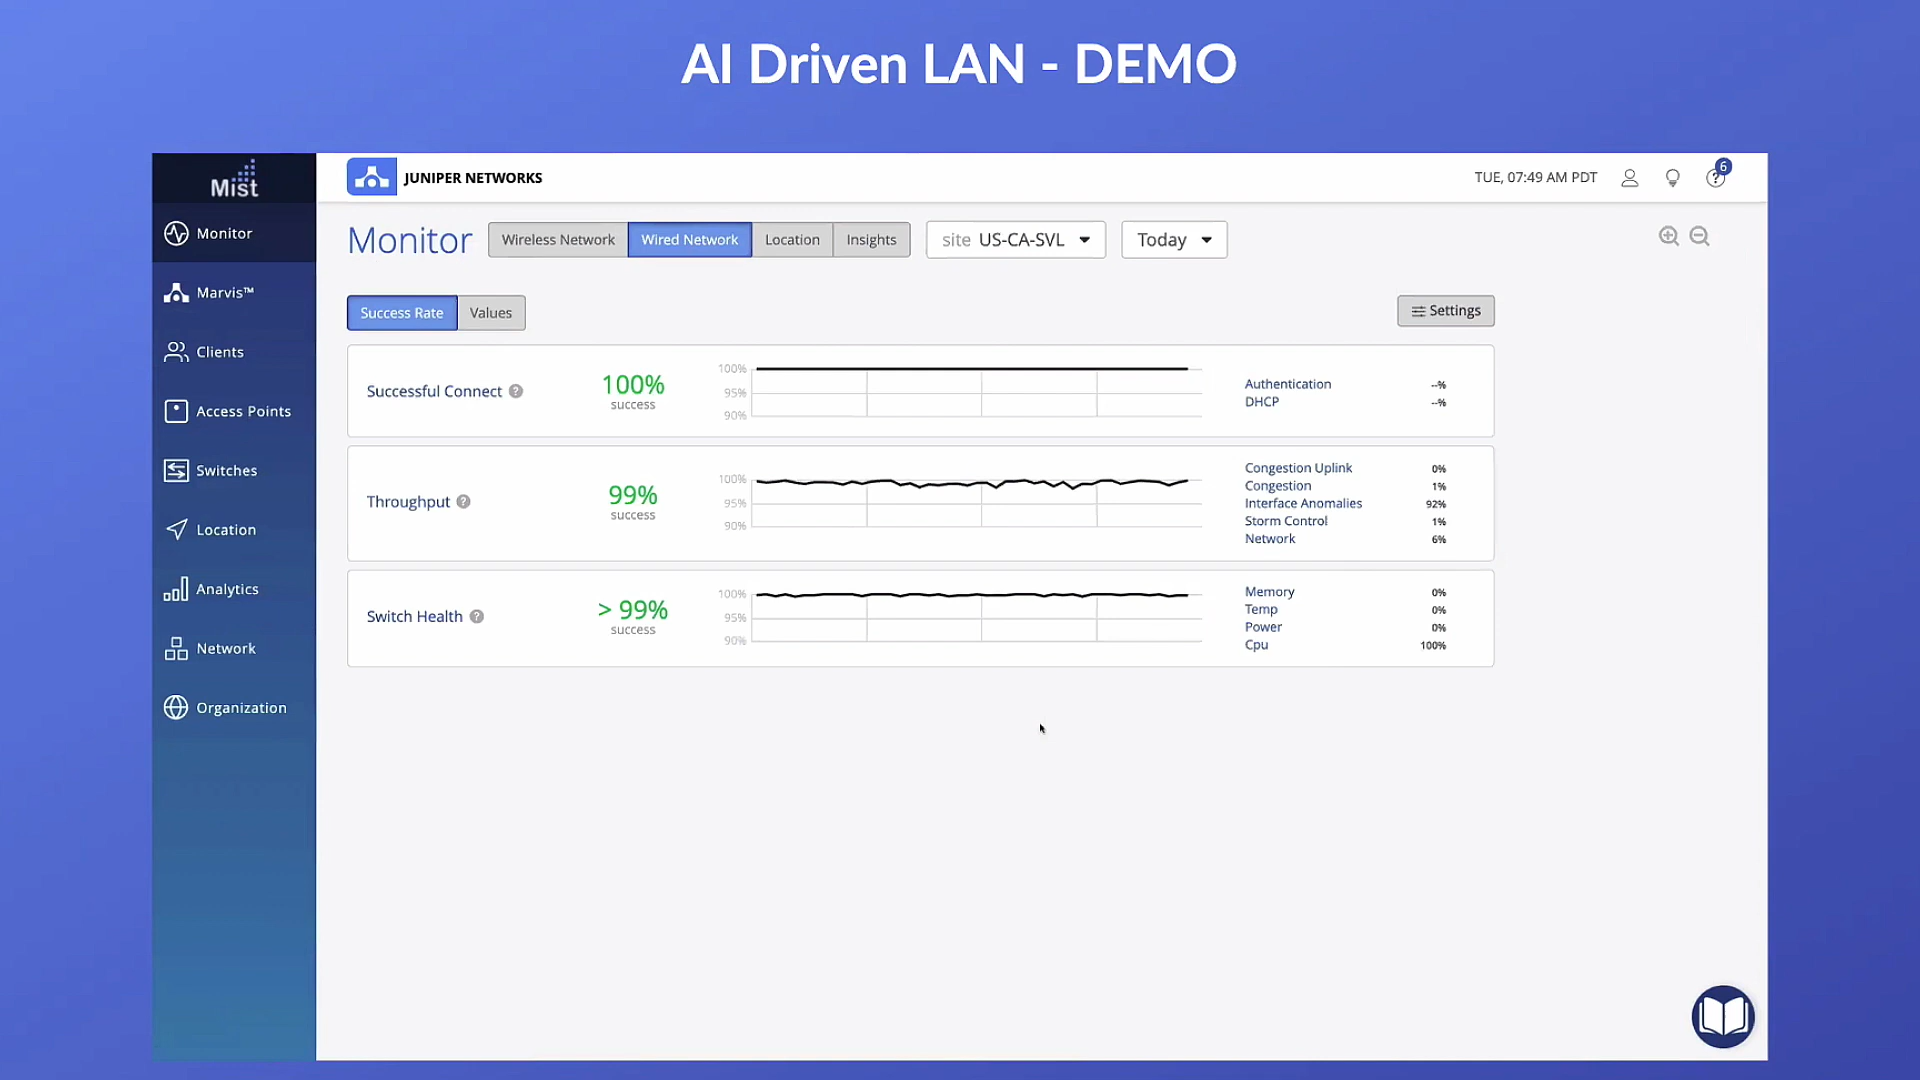 AI Driven LAN - DEMO
Mist
JUNIPER NETWORKS
TUE, 07:49 AM PDT
6
Monitor
Marvis™
Clients
Access Points
Switches
Location
Analytics
Network
Organization
Monitor
Wireless Network
Wired Network
Location
Insights
site US-CA-SVL
Today
Success Rate
Values
Settings
Successful Connect ?
100%
success
100%
95%
90%
Authentication --%
DHCP --%
Throughput ?
99%
success
100%
95%
90%
Congestion Uplink 0%
Congestion 1%
Interface Anomalies 92%
Storm Control 1%
Network 6%
Switch Health ?
> 99%
success
100%
95%
90%
Memory 0%
Temp 0%
Power 0%
Cpu 100%